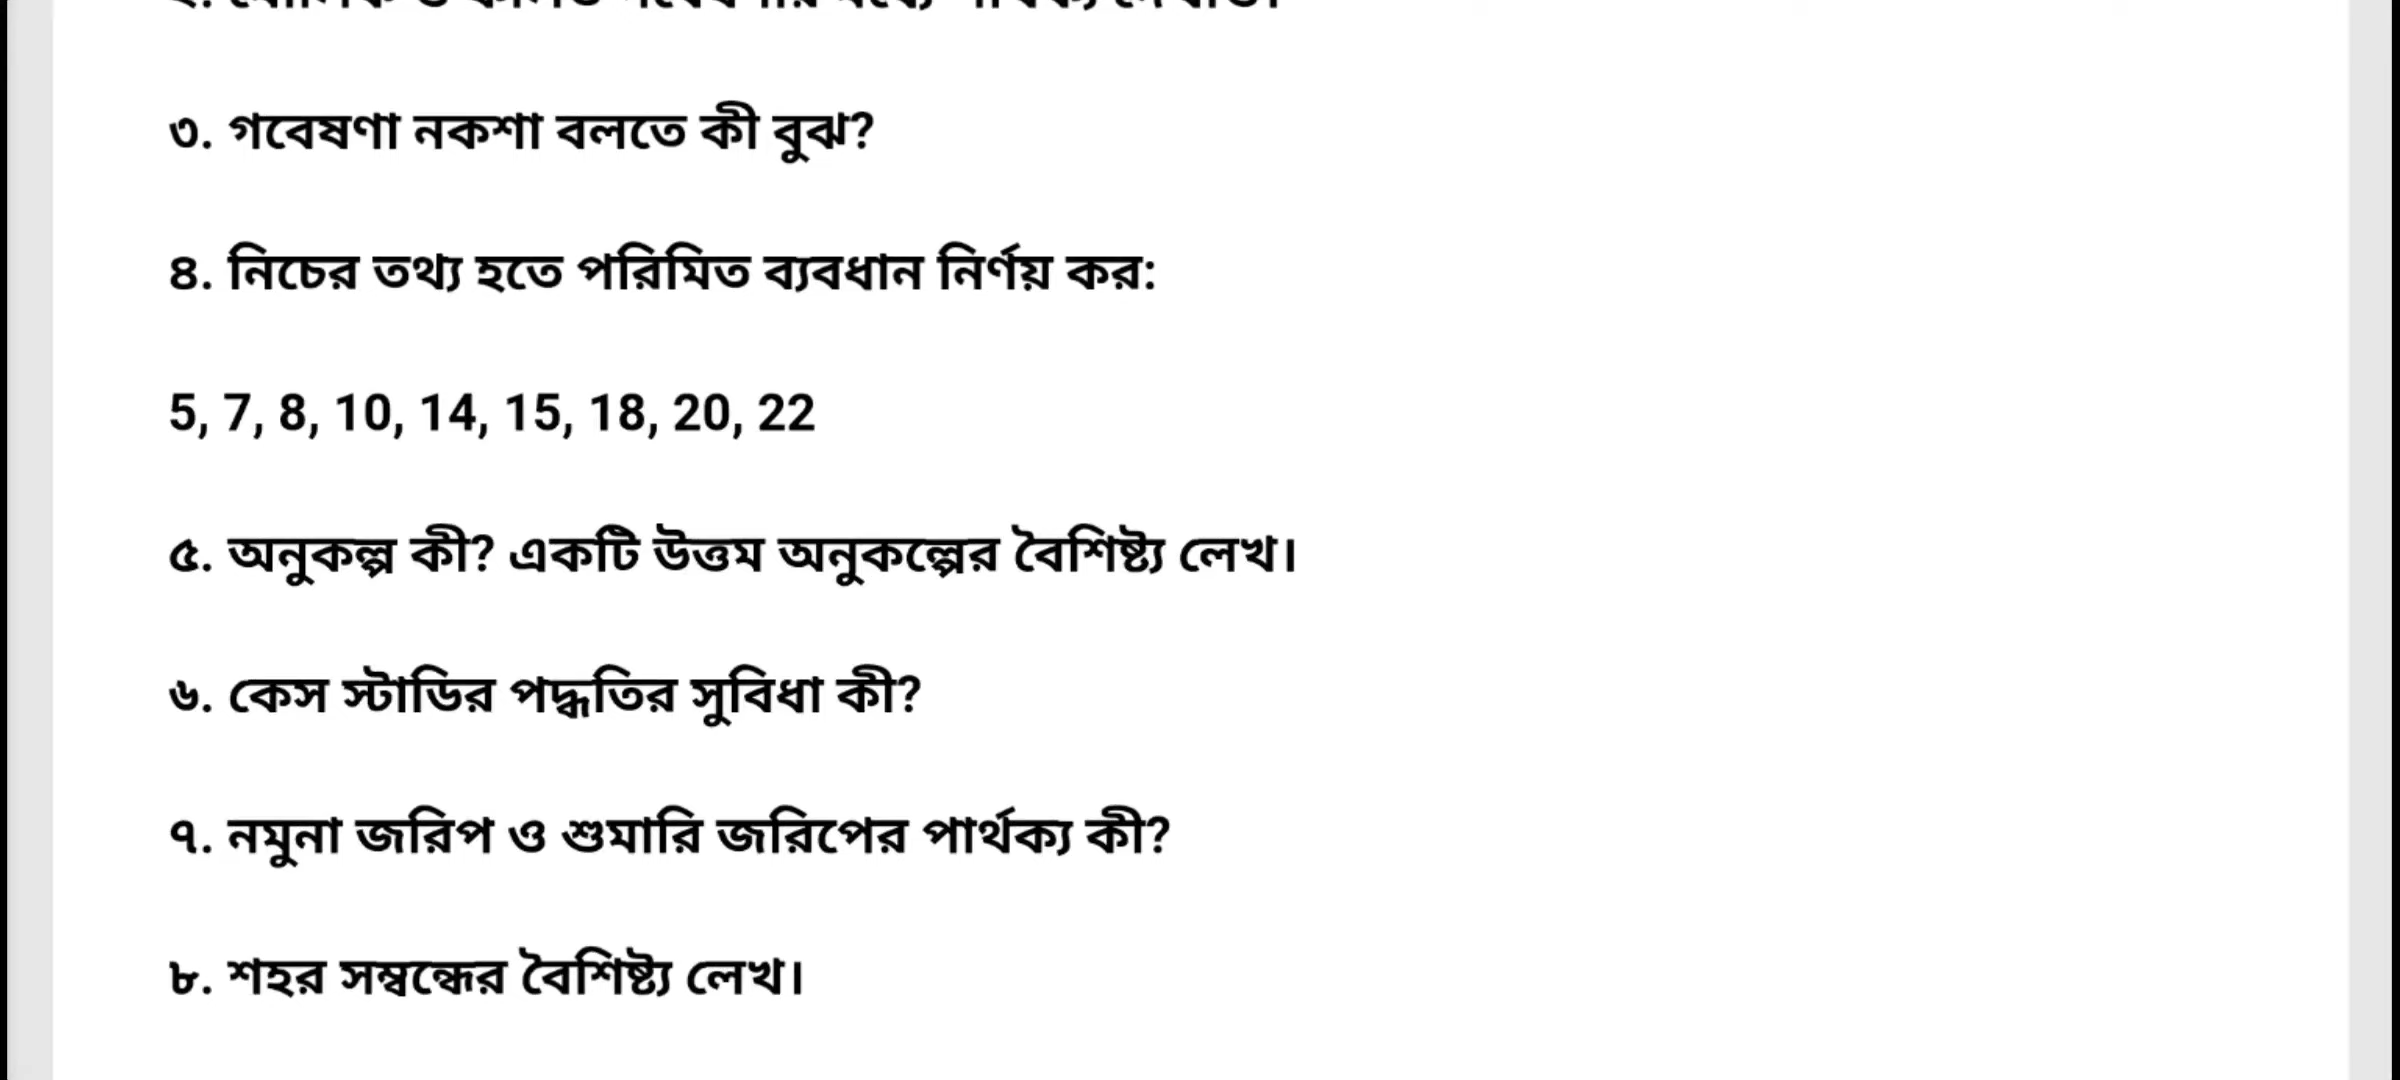 ৩. গবেষণা নকশা বলতে কী বুঝ?
৪. নিচের তথ্য হতে পরিমিত ব্যবধান নির্ণয় কর:
5, 7, 8, 10, 14, 15, 18, 20, 22
৫. অনুকল্প কী? একটি উত্তম অনুকল্পের বৈশিষ্ট্য লেখ।
৬. কেস স্টাডির পদ্ধতির সুবিধা কী?
৭. নমুনা জরিপ ও শুমারি জরিপের পার্থক্য কী?
৮. শহর সম্বন্ধের বৈশিষ্ট্য লেখ।